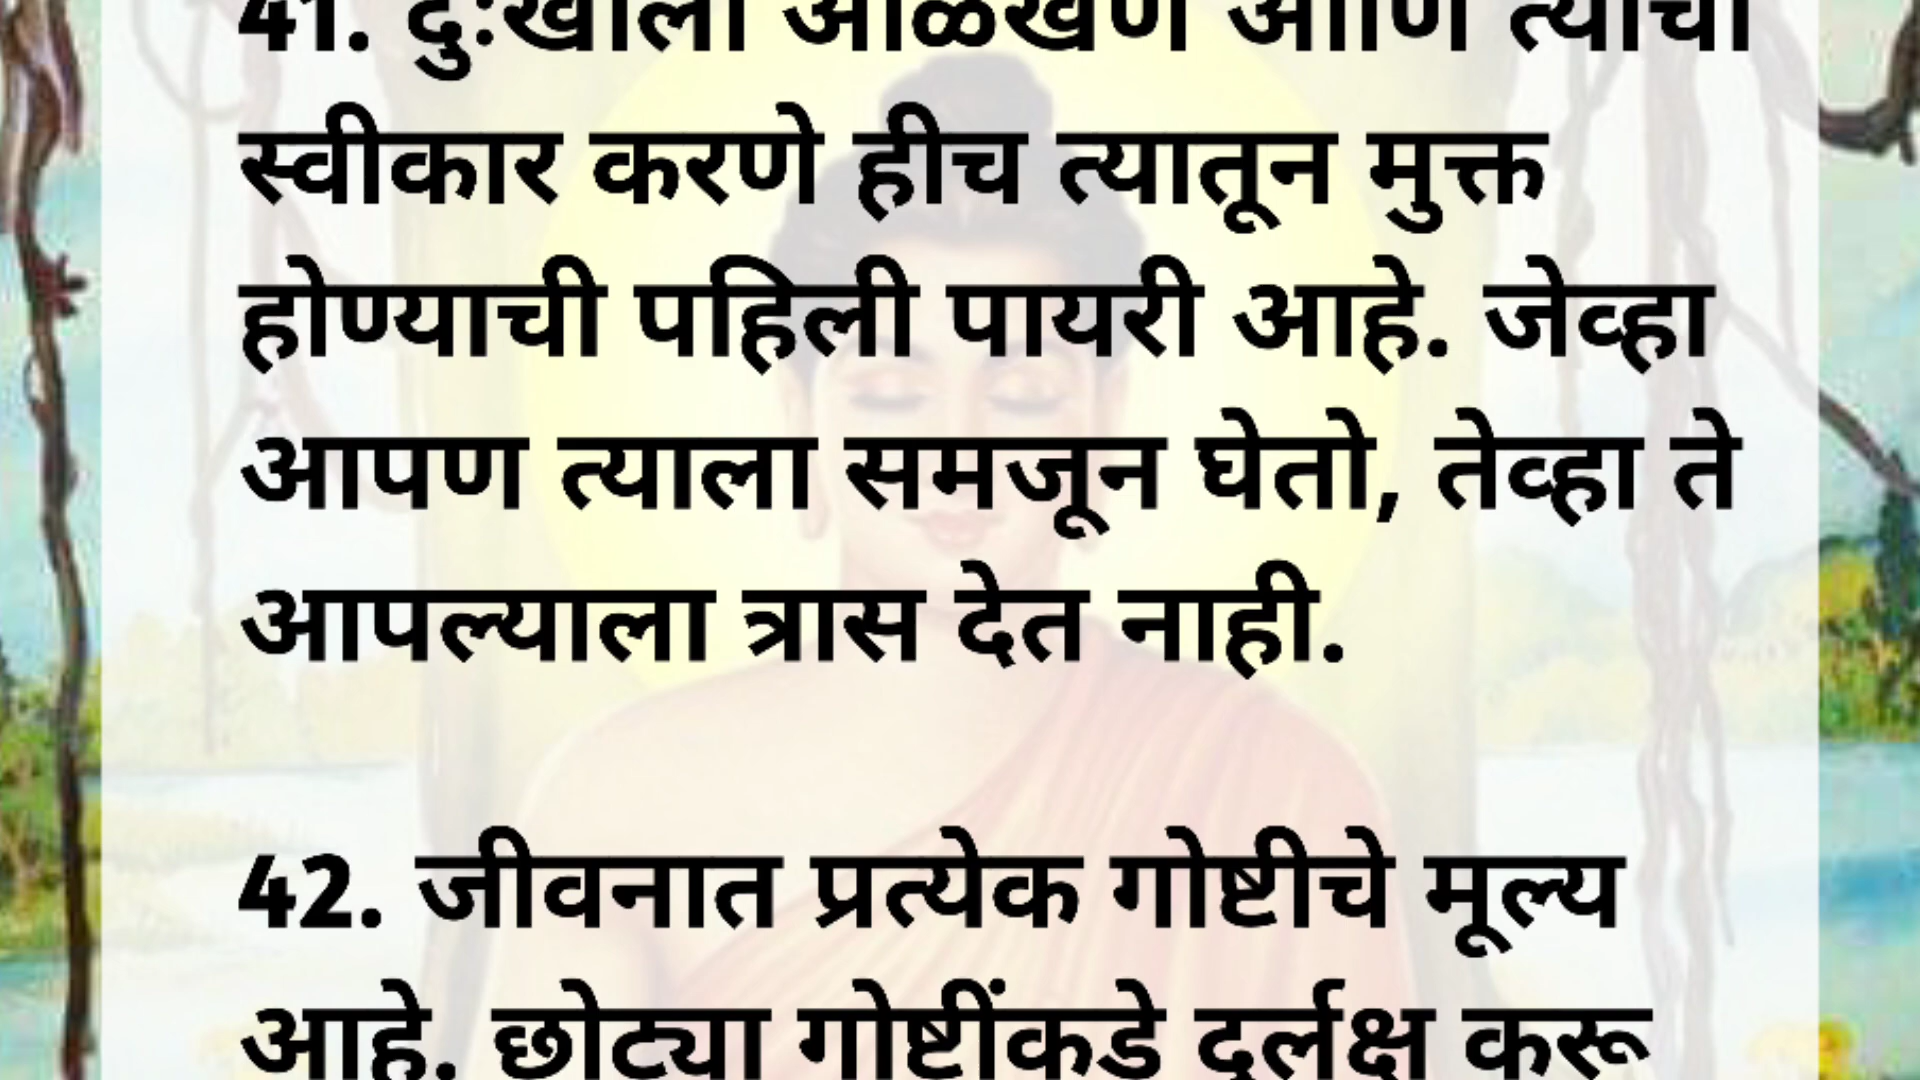 41. दुःखाला ओळखणे आणि त्याचा
स्वीकार करणे हीच त्यातून मुक्त
होण्याची पहिली पायरी आहे. जेव्हा
आपण त्याला समजून घेतो, तेव्हा ते
आपल्याला त्रास देत नाही.
42. जीवनात प्रत्येक गोष्टीचे मूल्य
आहे. छोट्या गोष्टींकडे दुर्लक्ष करू